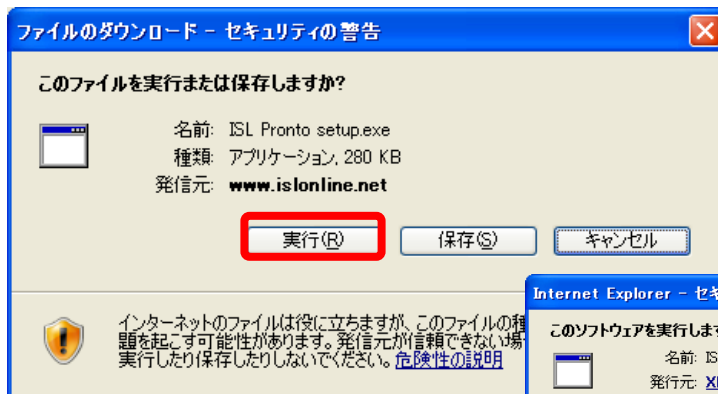 ファイルのダウンロード - セキュリティの警告
このファイルを実行または保存しますか?
名前: ISL Pronto setup.exe
種類: アプリケーション, 280 KB
発信元: www.islonline.net
実行(R)
保存(S)
キャンセル
インターネットのファイルは役に立ちますが、このファイルの種
題を起こす可能性があります。発信元が信頼できない場
実行したり保存したりしないでください。危険性の説明
Internet Explorer - セキ
このソフトウェアを実行しま
名前: IS
発行元: